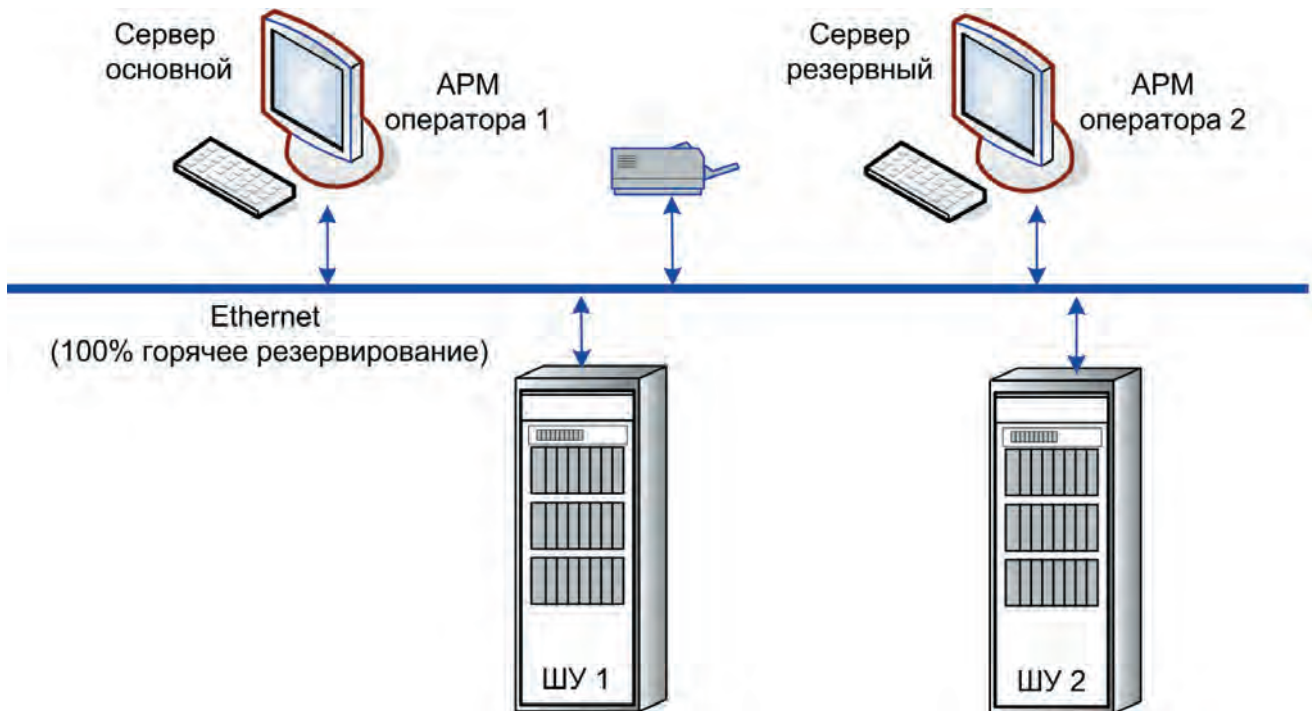 Сервер
основной
АРМ
оператора 1
Сервер
резервный
АРМ
оператора 2
Ethernet
(100% горячее резервирование)
ШУ 1
ШУ 2